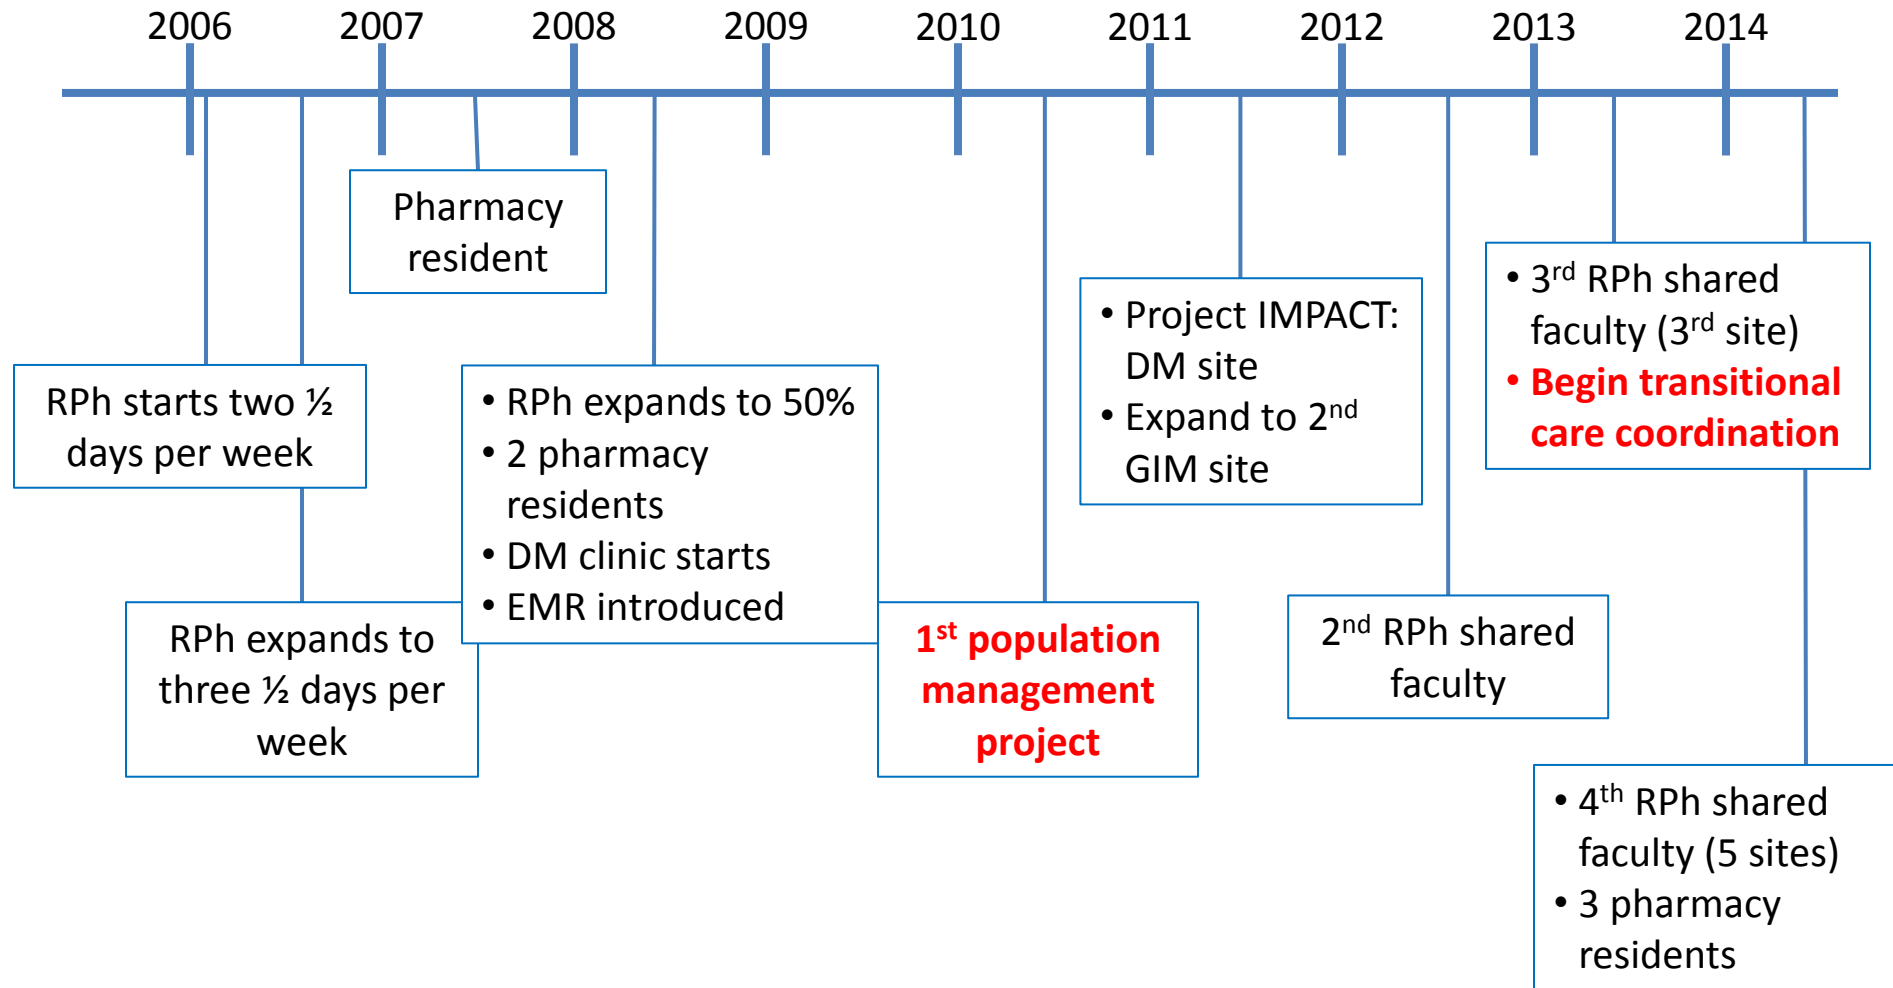 2006 2007 2008 2009 2010 2011 2012 2013 2014
RPh starts two ½
days per week
RPh expands to
three ½ days per
week
Pharmacy
resident
• RPh expands to 50%
• 2 pharmacy
residents
• DM clinic starts
• EMR introduced
1st population
management
project
• Project IMPACT:
DM site
• Expand to 2nd
GIM site
2nd RPh shared
faculty
• 3rd RPh shared
faculty (3rd site)
• Begin transitional
care coordination
• 4th RPh shared
faculty (5 sites)
• 3 pharmacy
residents